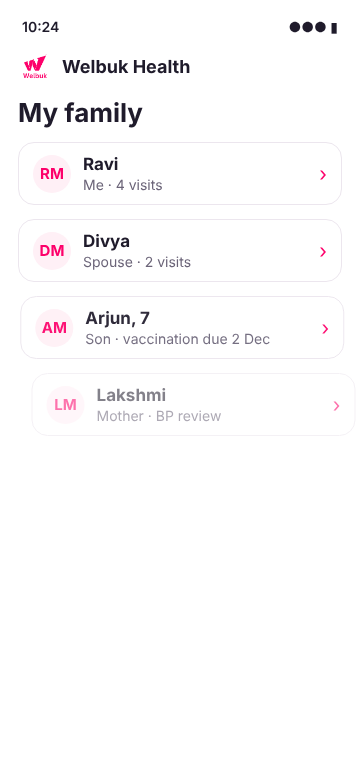 10:24
Welbuk
Welbuk Health
My family
RM
Ravi
Me · 4 visits
DM
Divya
Spouse · 2 visits
AM
Arjun, 7
Son · vaccination due 2 Dec
LM
Lakshmi
Mother · BP review